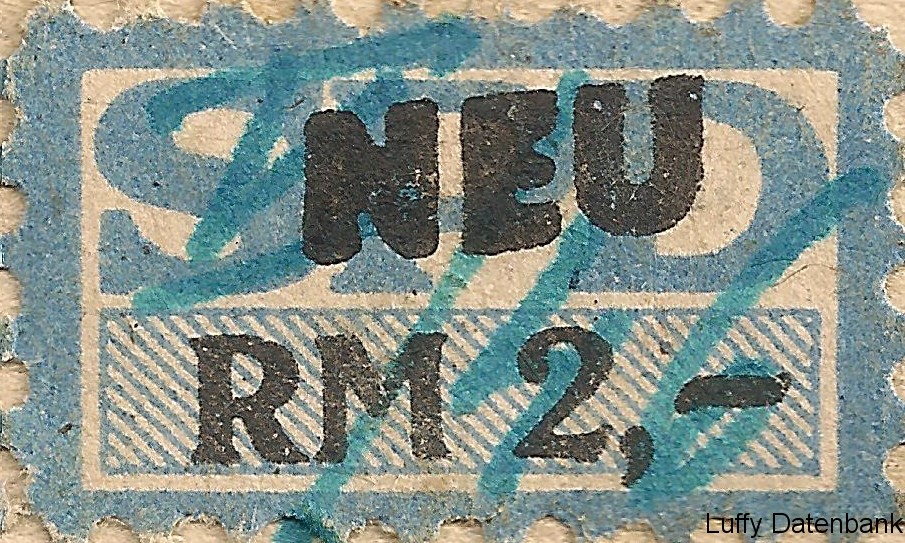 SPD
NEU
RM 2,-
Luffy Datenbank